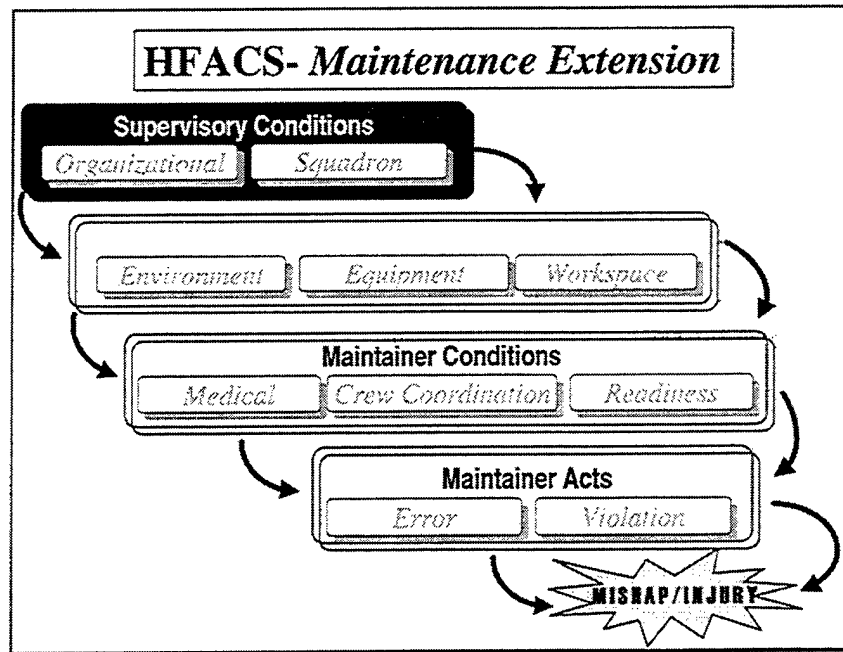 HFACS- Maintenance Extension
Supervisory Conditions
Organizational Squadron
Environment Equipment Workspace
Maintainer Conditions
Medical Crew Coordination Readiness
Maintainer Acts
Error Violation
MISHAP/INJURY